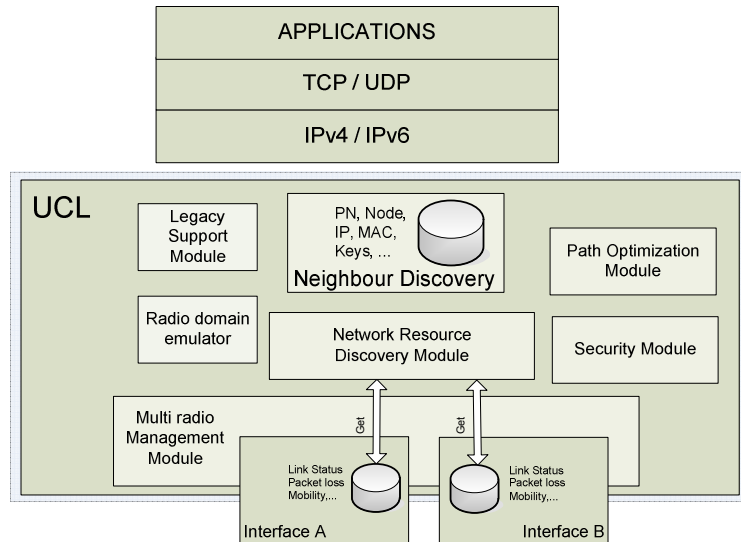 APPLICATIONS
TCP / UDP
IPv4 / IPv6
UCL
Legacy
Support
Module
PN, Node,
IP, MAC,
Keys, ...
Neighbour Discovery
Path Optimization
Module
Radio domain
emulator
Network Resource
Discovery Module
Security Module
Multi radio
Management
Module
Get
Get
Link Status
Packet loss
Mobility,...
Link Status
Packet loss
Mobility,...
Interface A
Interface B